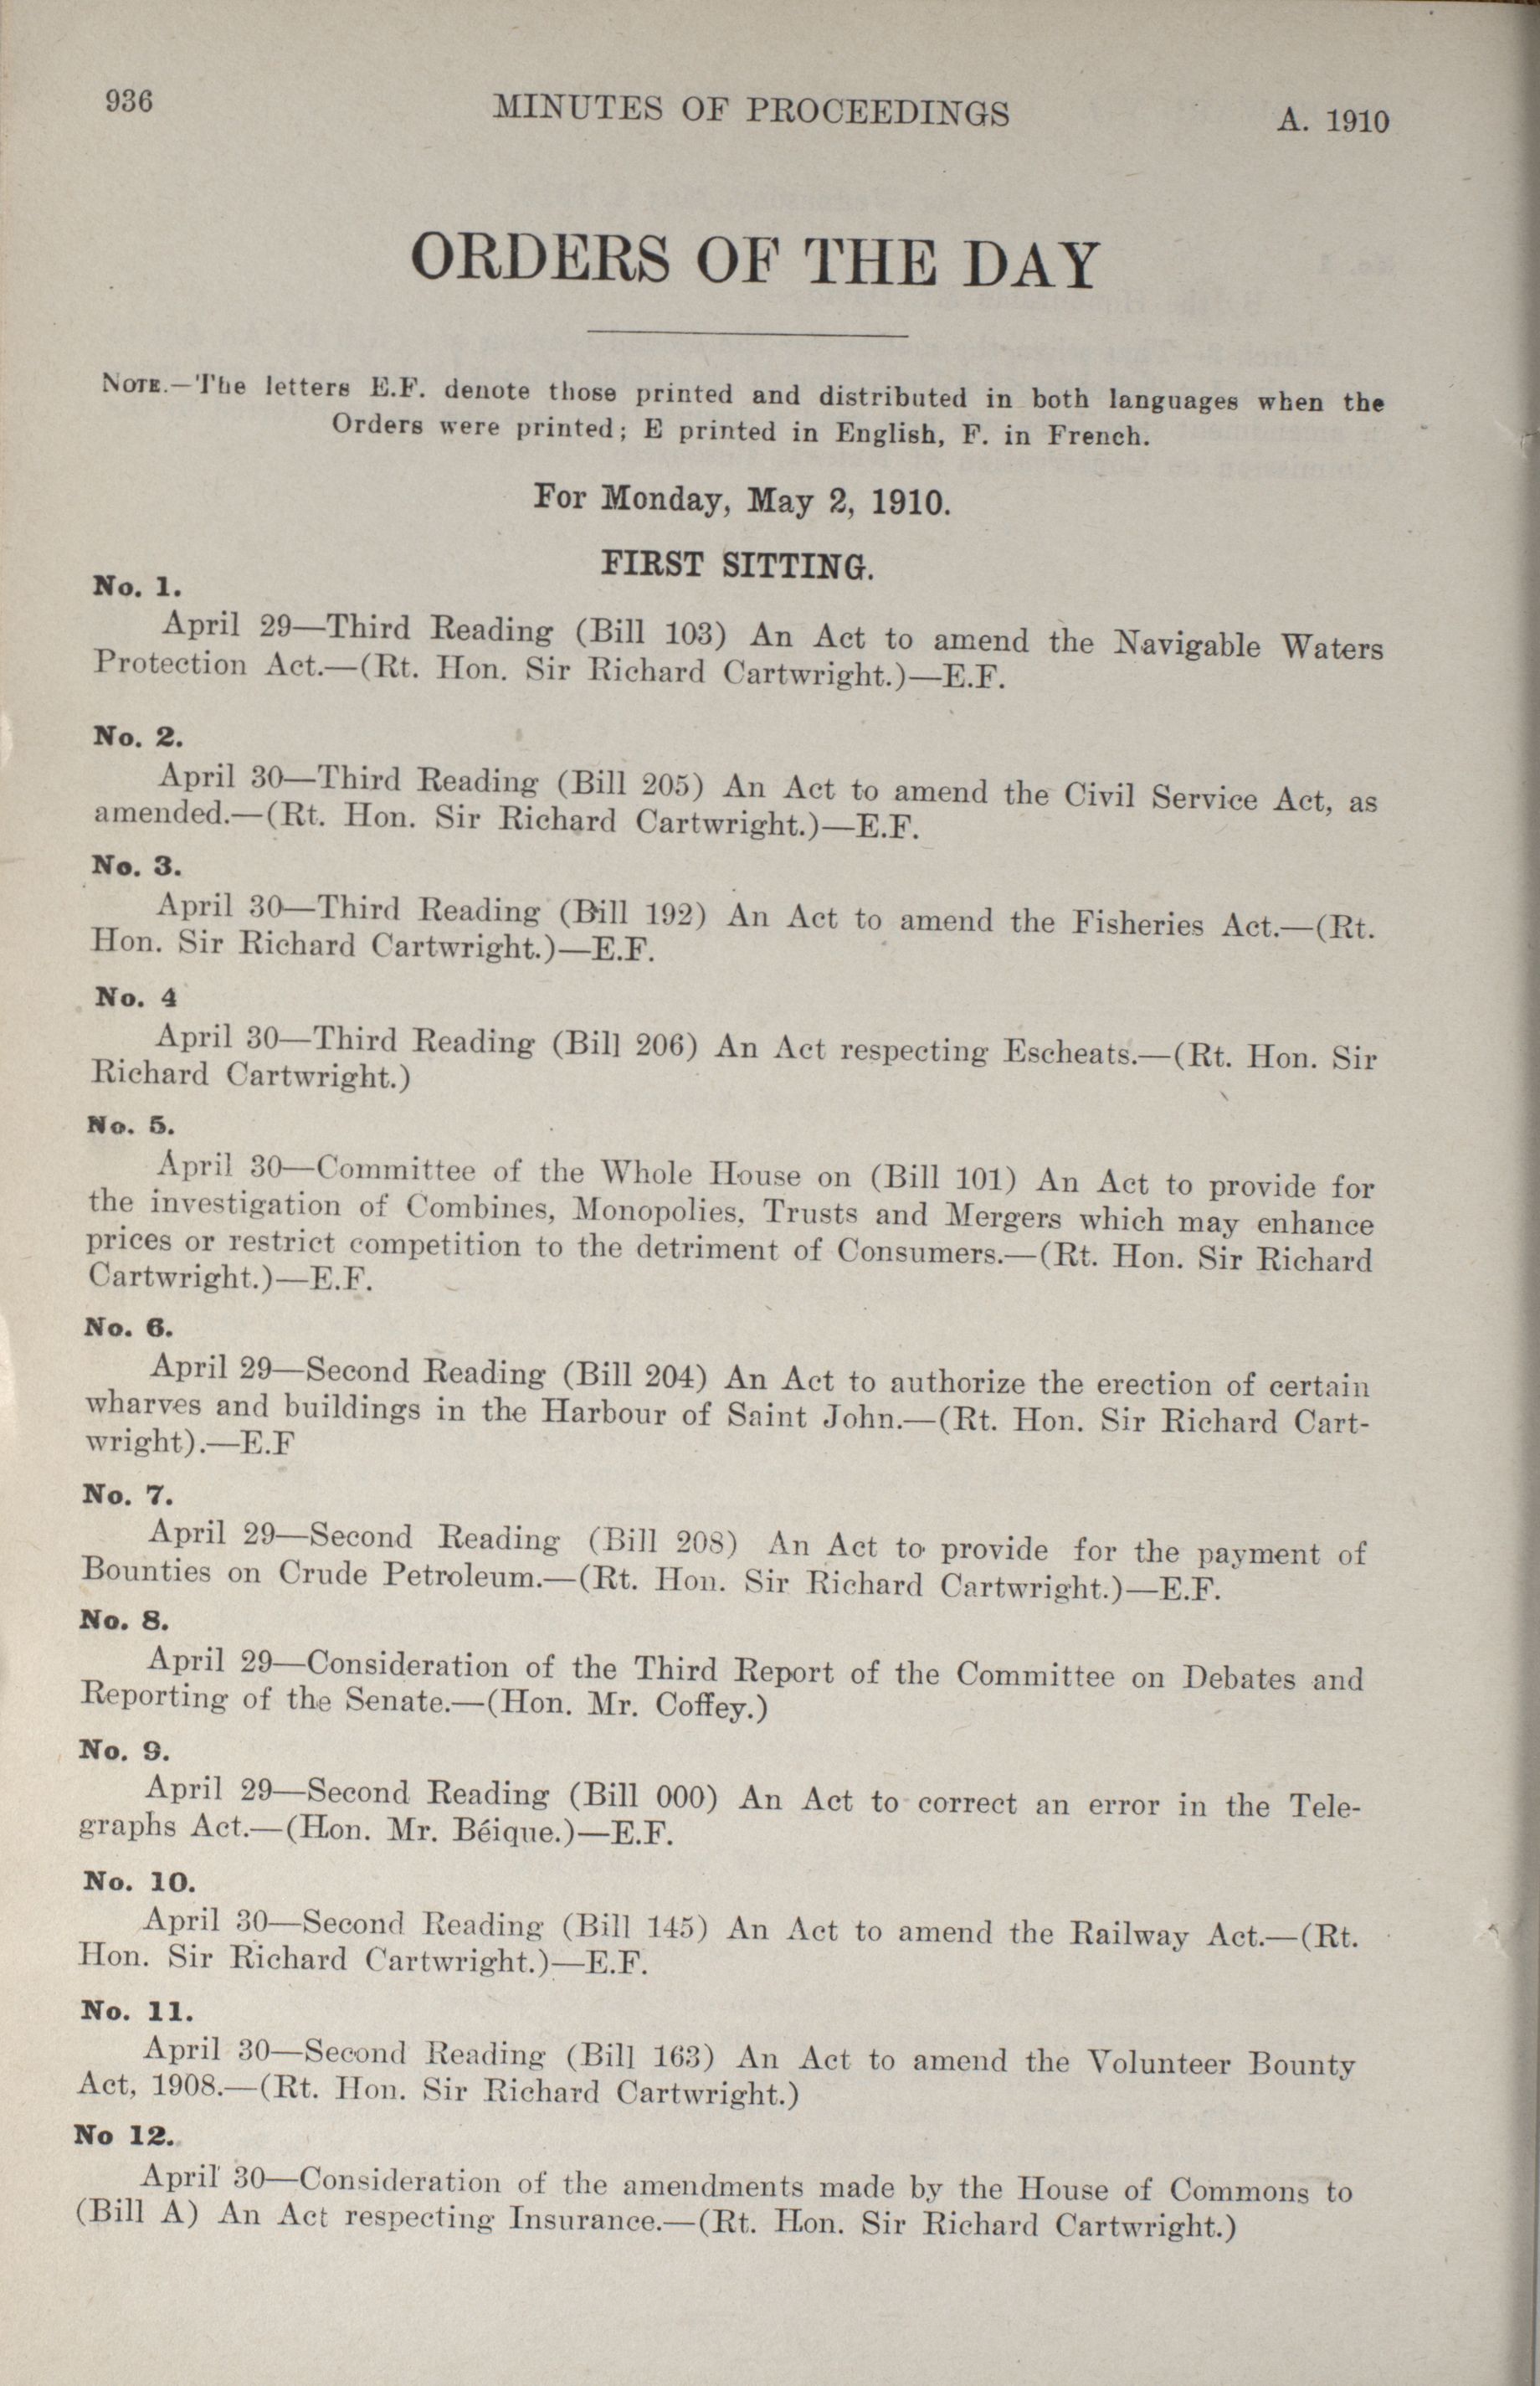 936
MINUTES OF PROCEEDINGS
A. 1910
ORDERS OF THE DAY
NOTE.—The letters E.F. denote those printed and distributed in both languages when the
Orders were printed; E printed in English, F. in French.
For Monday, May 2, 1910.
FIRST SITTING.
No. 1.
April 29—Third Reading (Bill 103) An Act to amend the Navigable Waters
Protection Act.—(Rt. Hon. Sir Richard Cartwright.)—E.F.
No. 2.
April 30—Third Reading (Bill 205) An Act to amend the Civil Service Act, as
amended.—(Rt. Hon. Sir Richard Cartwright.)—E.F.
No. 3.
April 30—Third Reading (Bill 192) An Act to amend the Fisheries Act.—(Rt.
Hon. Sir Richard Cartwright.)—E.F.
No. 4
April 30—Third Reading (Bill 206) An Act respecting Escheats.—(Rt. Hon. Sir
Richard Cartwright.)
No. 5.
April 30—Committee of the Whole House on (Bill 101) An Act to provide for
the investigation of Combines, Monopolies, Trusts and Mergers which may enhance
prices or restrict competition to the detriment of Consumers.—(Rt. Hon. Sir Richard
Cartwright.)—E.F.
No. 6.
April 29—Second Reading (Bill 204) An Act to authorize the erection of certain
wharves and buildings in the Harbour of Saint John.—(Rt. Hon. Sir Richard Cart-
wright).—E.F
No. 7.
April 29—Second Reading (Bill 208) An Act to provide for the payment of
Bounties on Crude Petroleum.—(Rt. Hon. Sir Richard Cartwright.)—E.F.
No. 8.
April 29—Consideration of the Third Report of the Committee on Debates and
Reporting of the Senate.—(Hon. Mr. Coffey.)
No. 9.
April 29—Second Reading (Bill 000) An Act to correct an error in the Tele-
graphs Act.—(Hon. Mr. Béique.)—E.F.
No. 10.
April 30—Second Reading (Bill 145) An Act to amend the Railway Act.—(Rt.
Hon. Sir Richard Cartwright.)—E.F.
No. 11.
April 30—Second Reading (Bill 163) An Act to amend the Volunteer Bounty
Act, 1908.—(Rt. Hon. Sir Richard Cartwright.)
No 12.
April 30—Consideration of the amendments made by the House of Commons to
(Bill A) An Act respecting Insurance.—(Rt. Hon. Sir Richard Cartwright.)